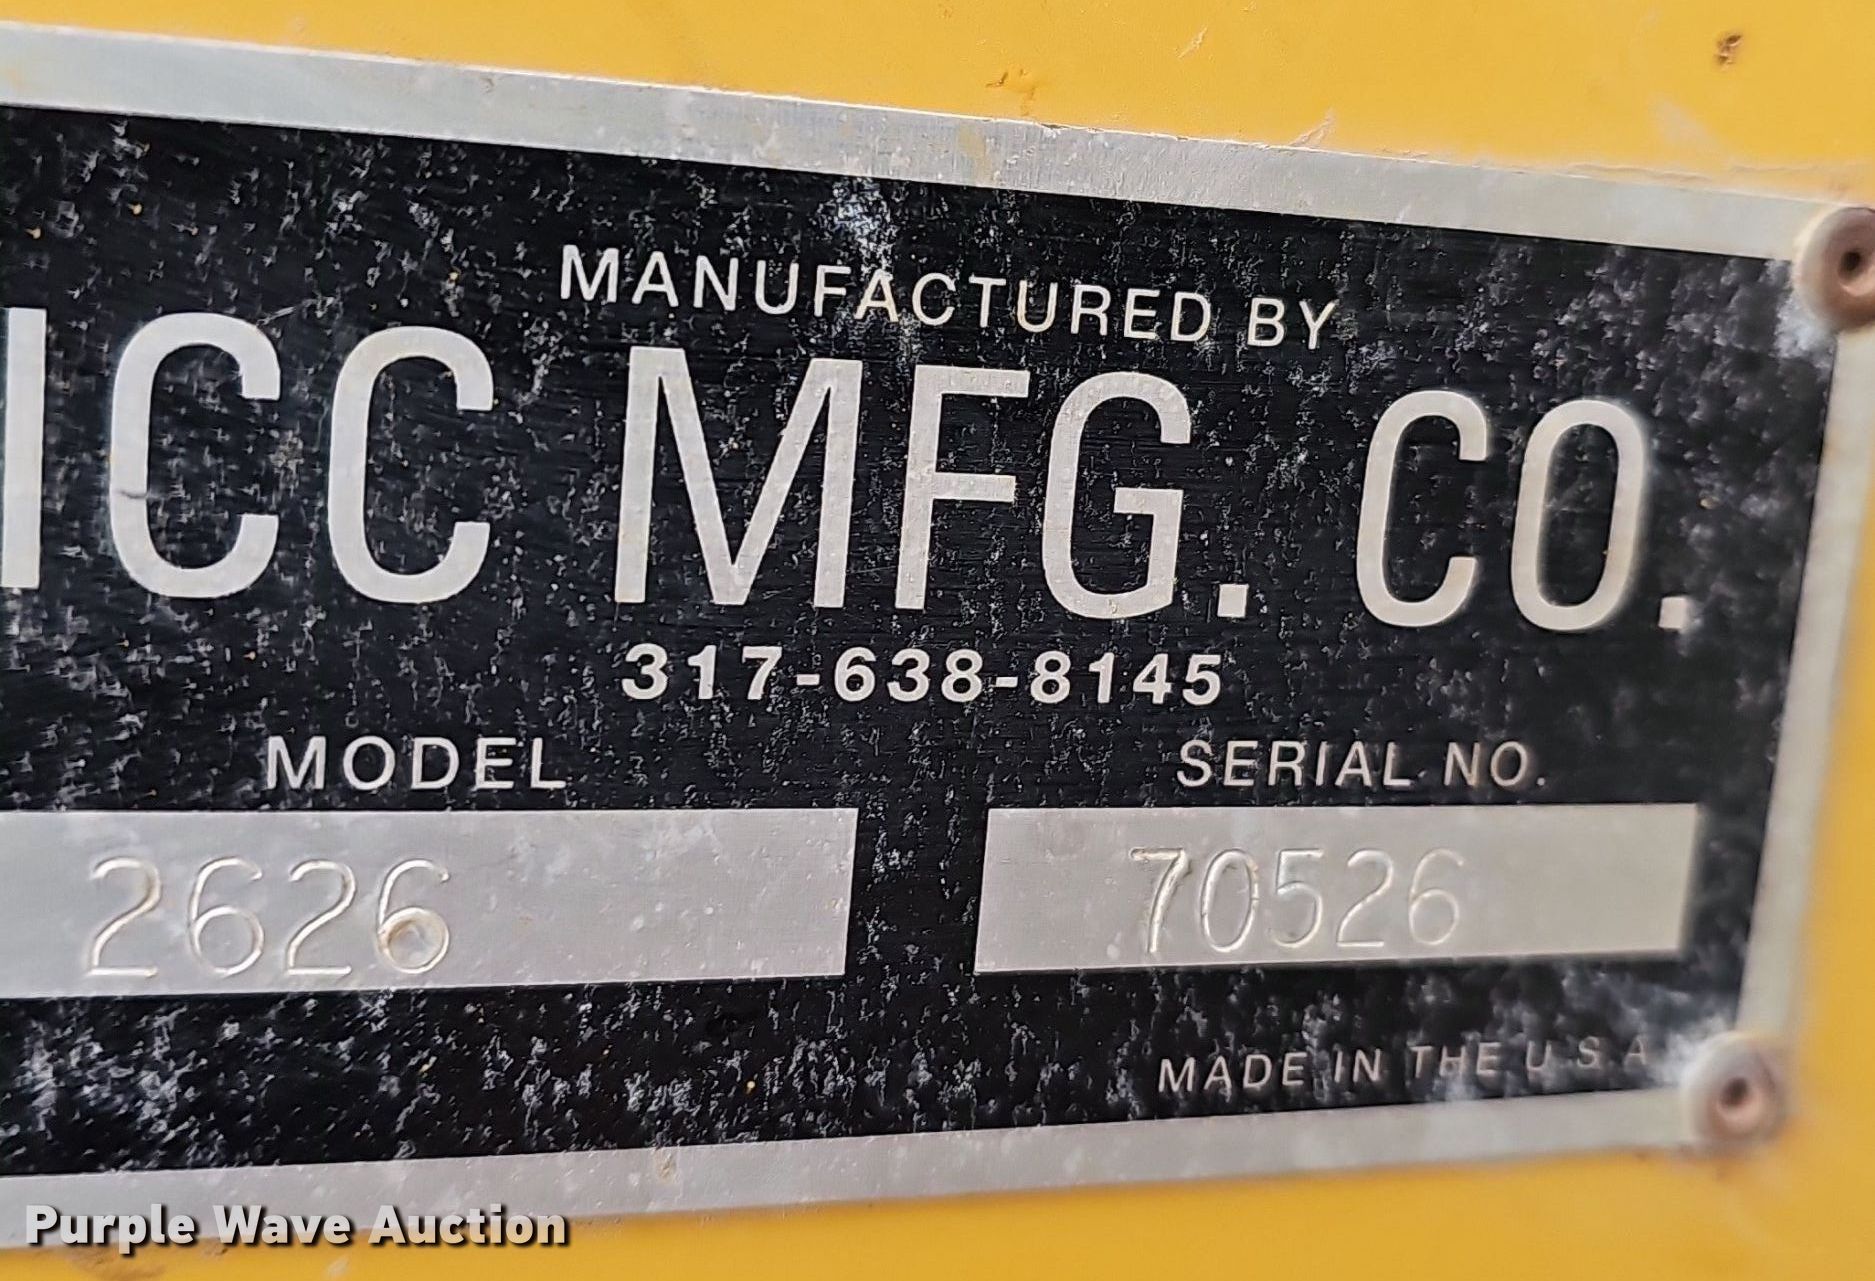 MANUFACTURED BY
ICC MFG. CO.
317-638-8145
MODEL SERIAL NO.
2626 70526
MADE IN THE U.S.A
Purple Wave Auction